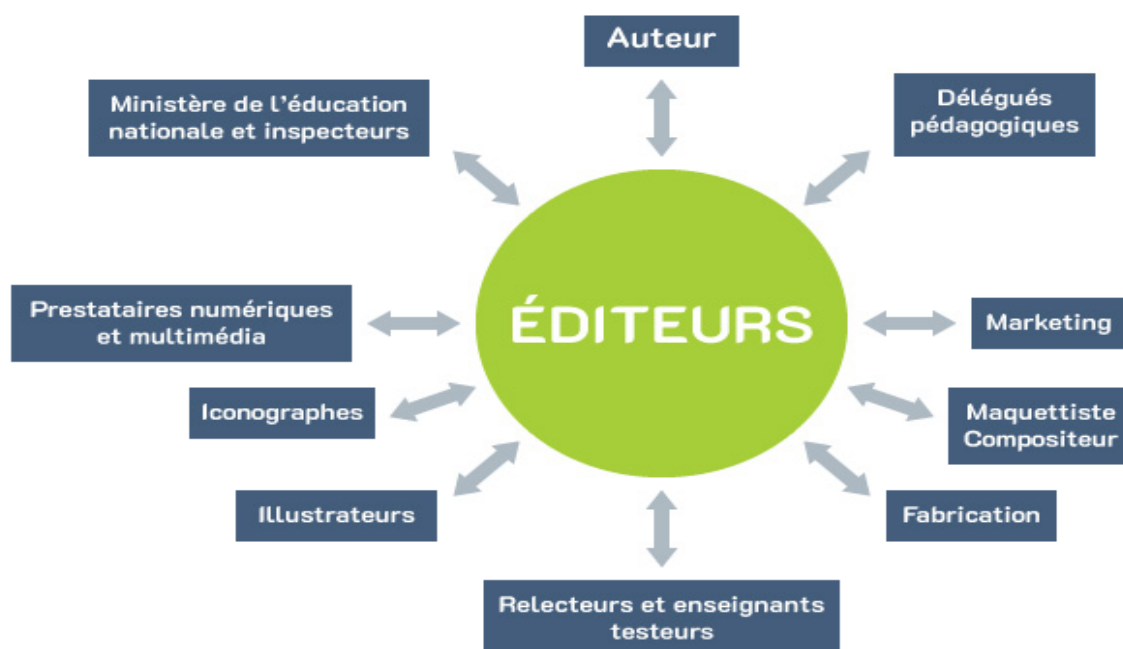 Auteur
Ministère de l'éducation
nationale et inspecteurs
Délégués
pédagogiques
Prestataires numériques
et multimédia
ÉDITEURS
Marketing
Iconographes
Maquettiste
Compositeur
Illustrateurs
Fabrication
Relecteurs et enseignants
testeurs